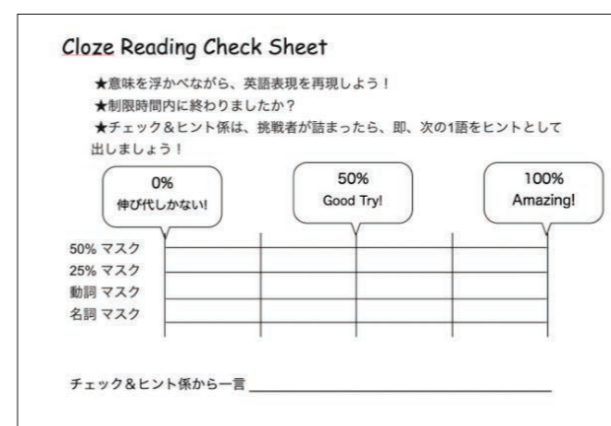 Cloze Reading Check Sheet
★意味を浮かべながら、英語表現を再現しよう！
★制限時間内に終わりましたか？
★チェック＆ヒント係は、挑戦者が詰まったら、即、次の1語をヒントとして
出しましょう！
0%
伸び代しかない!
50%
Good Try!
100%
Amazing!
50% マスク
25% マスク
動詞 マスク
名詞 マスク
チェック＆ヒント係から一言